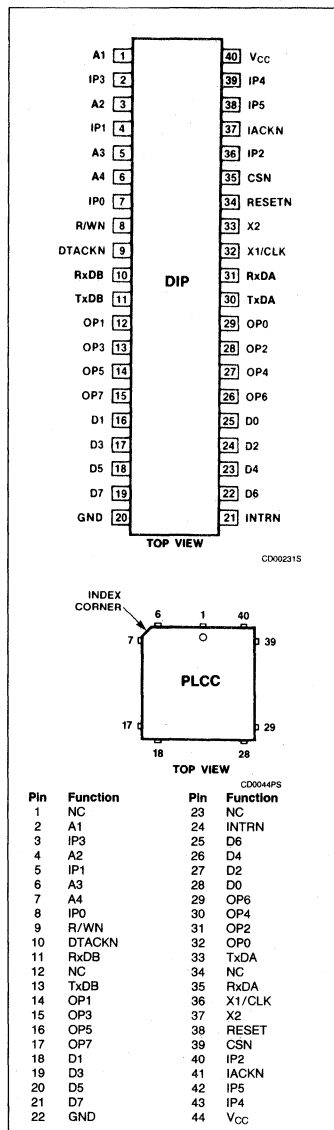 A1 1 40 VCC
IP3 2 39 IP4
A2 3 38 IP5
IP1 4 37 IACKN
A3 5 36 IP2
A4 6 35 CSN
IP0 7 34 RESETN
R/WN 8 33 X2
DTACKN 9 32 X1/CLK
RxDB 10 31 RxDA
DIP
TxDB 11 30 TxDA
OP1 12 29 OP0
OP3 13 28 OP2
OP5 14 27 OP4
OP7 15 26 OP6
D1 16 25 D0
D3 17 24 D2
D5 18 23 D4
D7 19 22 D6
GND 20 21 INTRN
TOP VIEW
CD00231S
INDEX
CORNER
6 1 40
7 39
PLCC
17 29
18 28
TOP VIEW
CD0044PS
Pin Function Pin Function
1 NC 23 NC
2 A1 24 INTRN
3 IP3 25 D6
4 A2 26 D4
5 IP1 27 D2
6 A3 28 D0
7 A4 29 OP6
8 IP0 30 OP4
9 R/WN 31 OP2
10 DTACKN 32 OP0
11 RxDB 33 TxDA
12 NC 34 NC
13 TxDB 35 RxDA
14 OP1 36 X1/CLK
15 OP3 37 X2
16 OP5 38 RESET
17 OP7 39 CSN
18 D1 40 IP2
19 D3 41 IACKN
20 D5 42 IP5
21 D7 43 IP4
22 GND 44 VCC